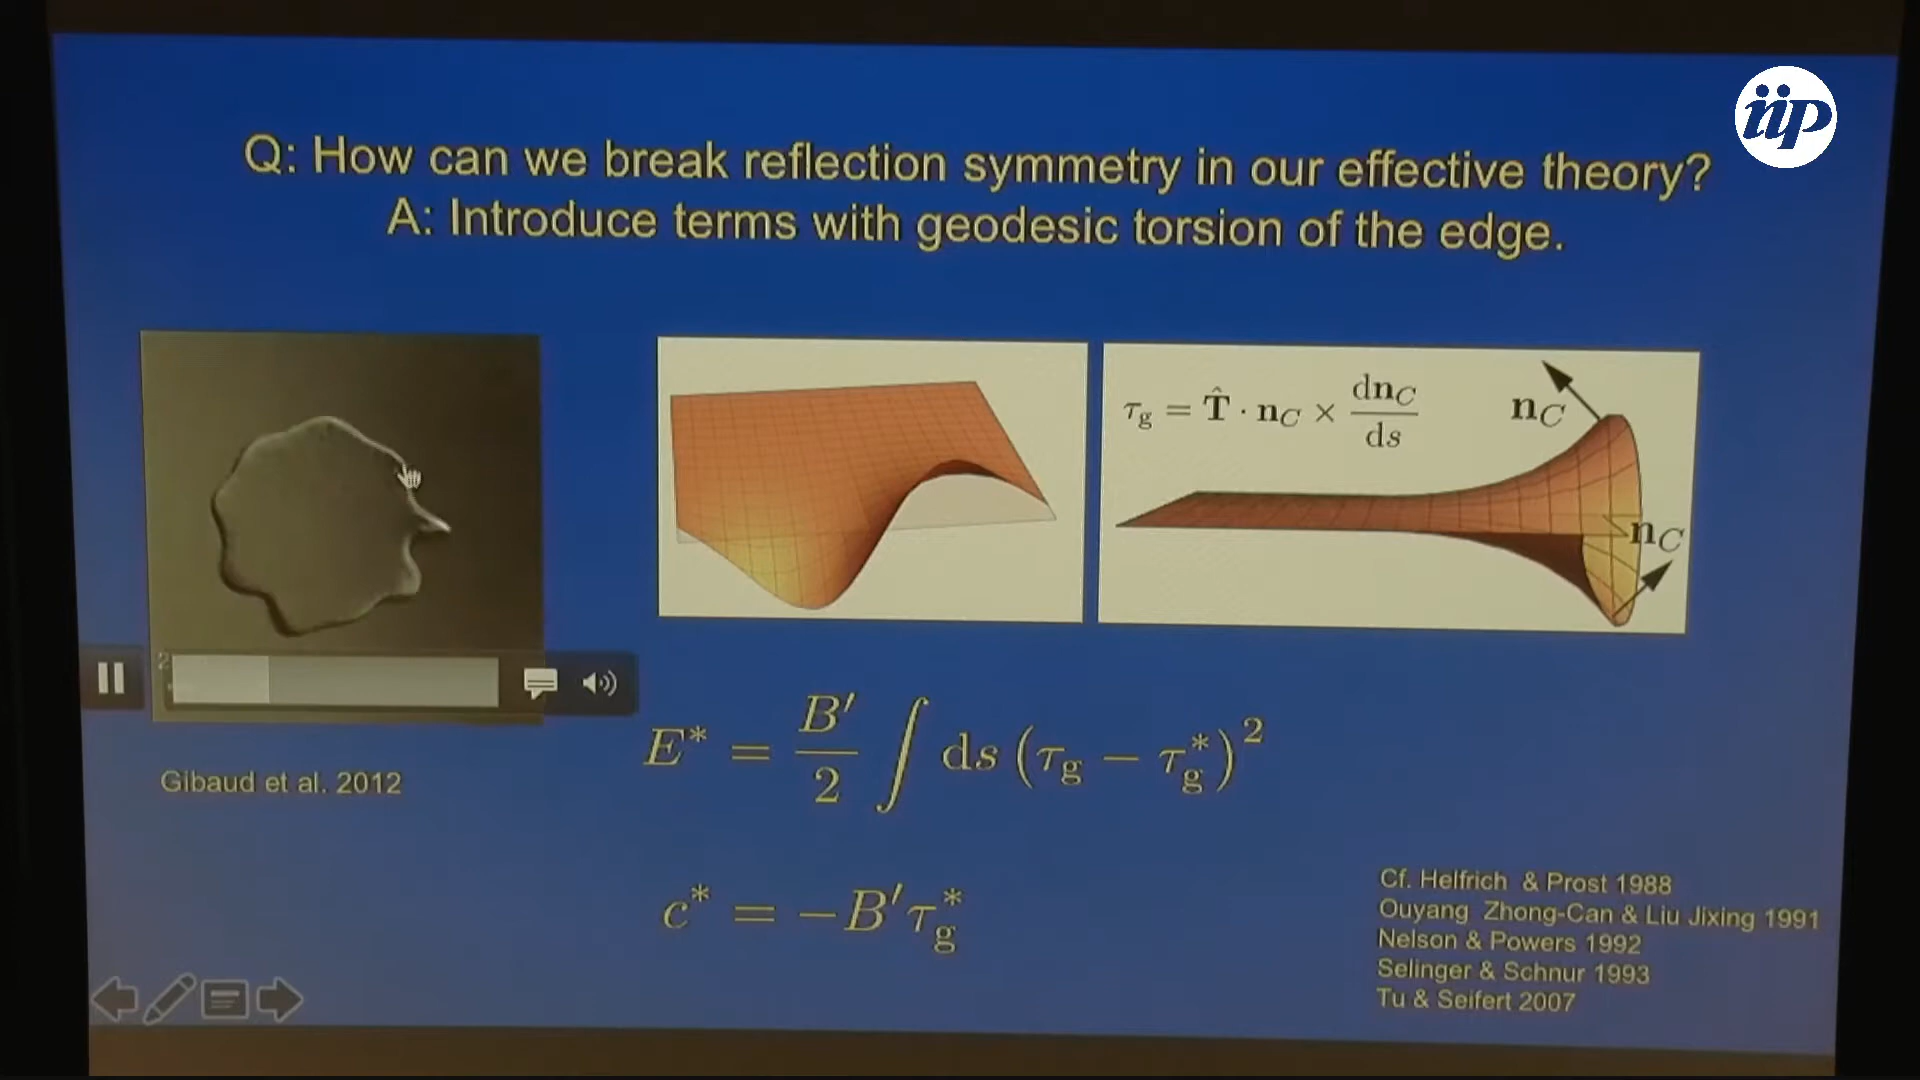 iip
Q: How can we break reflection symmetry in our effective theory?
A: Introduce terms with geodesic torsion of the edge.
τ_g = T̂ · n_C × dn_C/ds
n_C
n_C
2
E* = B′/2 ∫ ds (τ_g − τ_g*)²
Gibaud et al. 2012
c* = −B′τ_g*
Cf. Helfrich & Prost 1988
Ouyang Zhong-Can & Liu Jixing 1991
Nelson & Powers 1992
Selinger & Schnur 1993
Tu & Seifert 2007